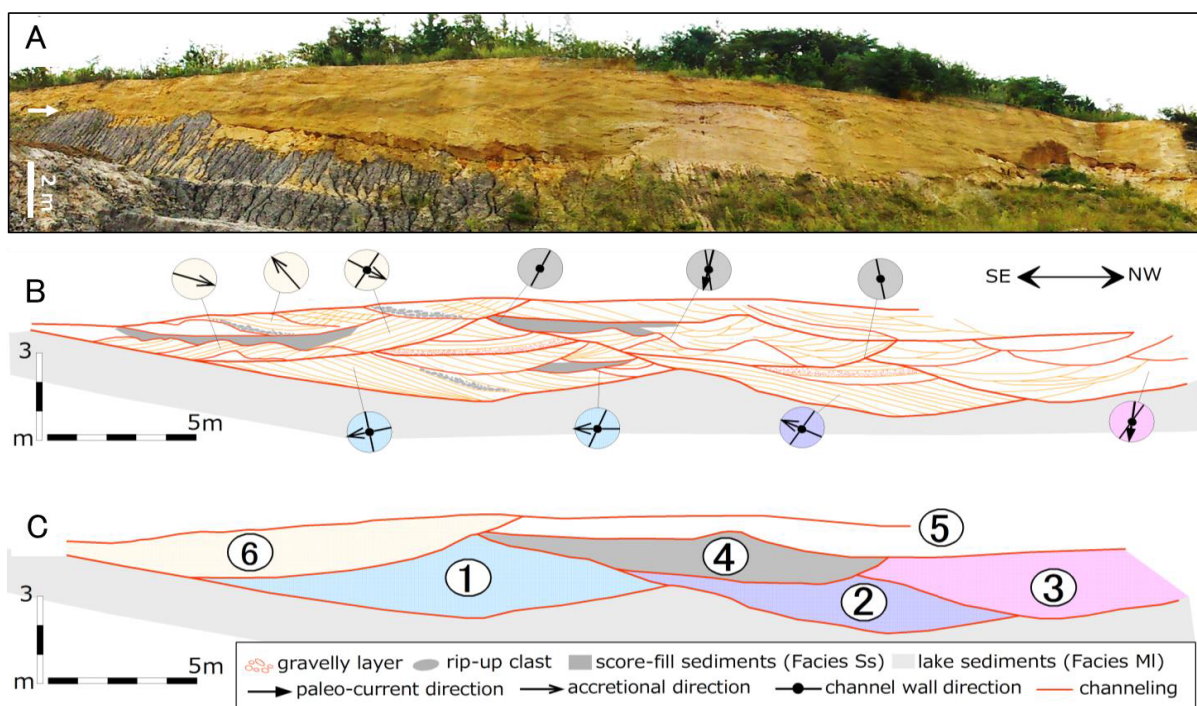 A
2 m
B
SE NW
3
m
5m
C
6
1
4
5
2
3
3
m
5m
gravelly layer rip-up clast score-fill sediments (Facies Ss) lake sediments (Facies Ml)
paleo-current direction accretional direction channel wall direction channeling